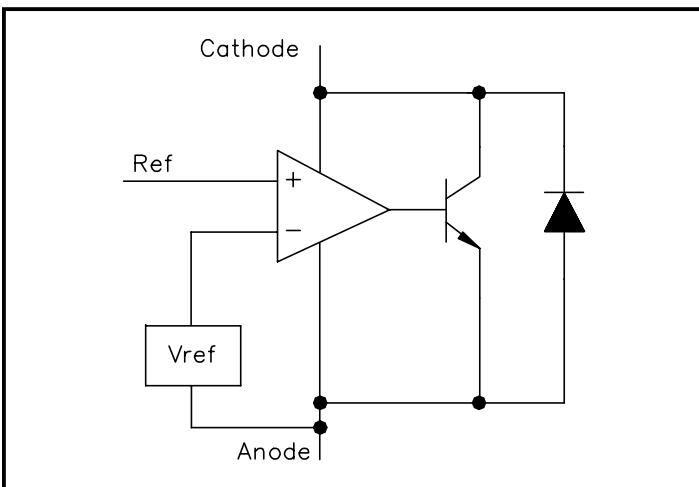 Cathode
Ref
+
−
Vref
Anode